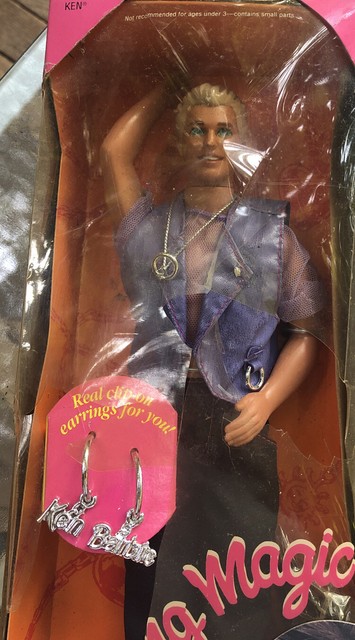 KEN®
Not recommended for ages under 3—contains small parts.
Real clip-on
earrings for you!
Ken Barbie
Magic